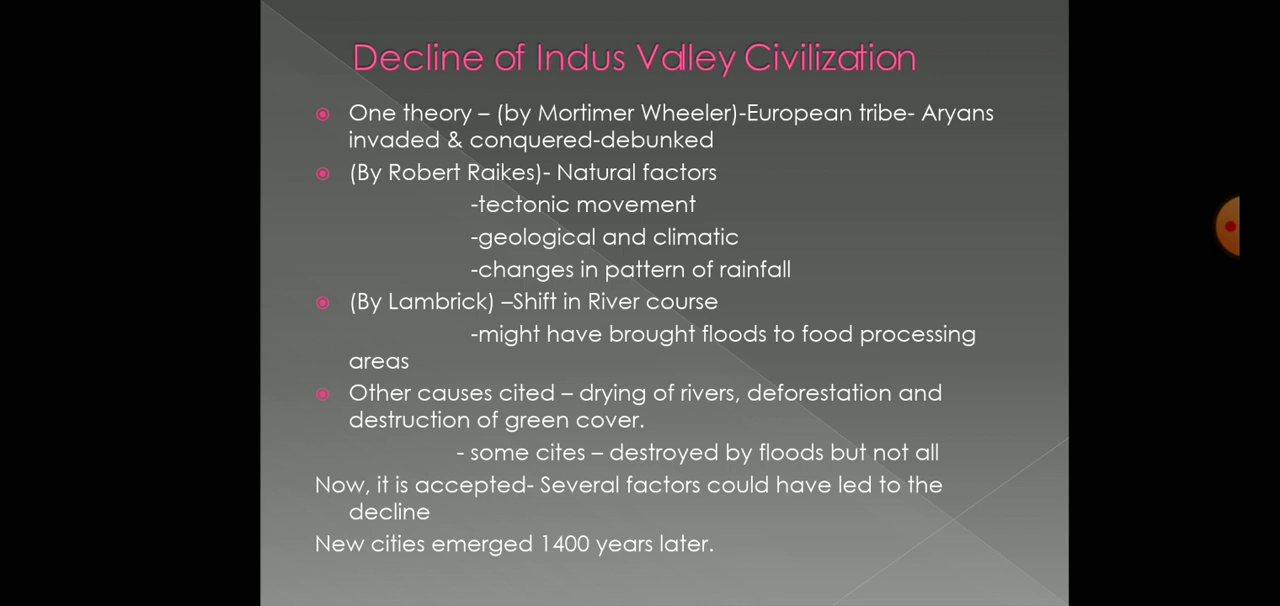 Decline of Indus Valley Civilization
One theory – (by Mortimer Wheeler)-European tribe- Aryans
invaded & conquered-debunked
(By Robert Raikes)- Natural factors
-tectonic movement
-geological and climatic
-changes in pattern of rainfall
(By Lambrick) –Shift in River course
-might have brought floods to food processing
areas
Other causes cited – drying of rivers, deforestation and
destruction of green cover.
- some cites – destroyed by floods but not all
Now, it is accepted- Several factors could have led to the
decline
New cities emerged 1400 years later.